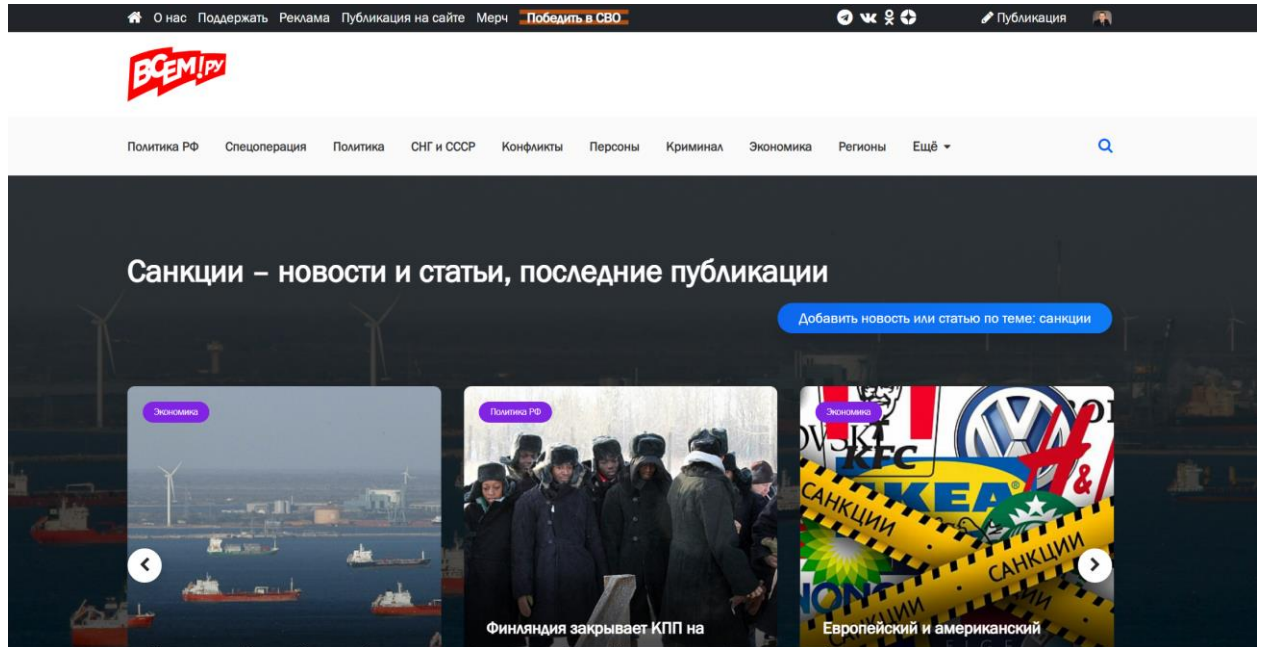 О нас Поддержать Реклама Публикация на сайте Мерч Победить в СВО Публикация
ВСЕМ!РУ
Политика РФ Спецоперация Политика СНГ и СССР Конфликты Персоны Криминал Экономика Регионы Ещё
Санкции – новости и статьи, последние публикации
Добавить новость или статью по теме: санкции
Экономика
Политика РФ
Финляндия закрывает КПП на
Экономика
KFC
IKEA
H&
САНКЦИИ
САНКЦИИ
Европейский и американский